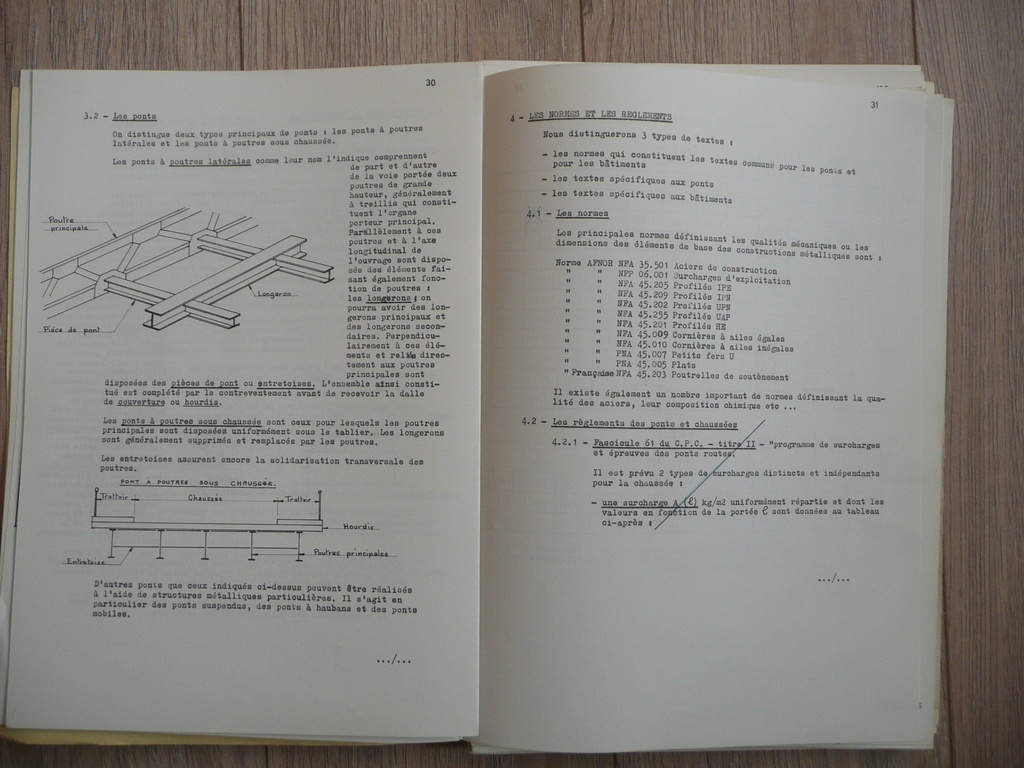 30
3.2 - Les ponts
On distingue deux types principaux de ponts : les ponts à poutres
latérales et les ponts à poutres sous chaussée.
Les ponts à poutres latérales comme leur nom l'indique comprennent
de part et d'autre
de la voie portée deux
poutres de grande
hauteur, généralement
à treillis qui consti-
tuent l'organe
porteur principal.
Parallèlement à ces
poutres et à l'axe
longitudinal de
l'ouvrage sont dispo-
sés des éléments fai-
sant également fonc-
tion de poutres :
les longerons ; on
pourra avoir des lon-
gerons principaux et
des longerons secon-
daires. Perpendicu-
lairement à ces élé-
ments et reliés direc-
tement aux poutres
principales sont
Poutre
principale
Longeron
Pièce de pont
disposées des pièces de pont ou entretoises. L'ensemble ainsi consti-
tué est complété par le contreventement avant de recevoir la dalle
de couverture ou hourdis.
Les ponts à poutres sous chaussée sont ceux pour lesquels les poutres
principales sont disposées uniformément sous le tablier. Les longerons
sont généralement supprimés et remplacés par les poutres.
Les entretoises assurent encore la solidarisation transversale des
poutres.
PONT A POUTRES SOUS CHAUSSÉE.
Trottoir Chaussée Trottoir
Hourdis
Poutres principales
Entretoise
D'autres ponts que ceux indiqués ci-dessus peuvent être réalisés
à l'aide de structures métalliques particulières. Il s'agit en
particulier des ponts suspendus, des ponts à haubans et des ponts
mobiles.
.../...
31
4 - LES NORMES ET LES REGLEMENTS
Nous distinguerons 3 types de textes :
- les normes qui constituent les textes communs pour les ponts et
pour les bâtiments
- les textes spécifiques aux ponts
- les textes spécifiques aux bâtiments
4.1 - Les normes
Les principales normes définissant les qualités mécaniques ou les
dimensions des éléments de base des constructions métalliques sont :
Norme AFNOR NFA 35.501 Aciers de construction
" " NFP 06.001 Surcharges d'exploitation
" " NFA 45.205 Profilés IPE
" " NFA 45.209 Profilés IPN
" " NFA 45.202 Profilés UPN
" " NFA 45.255 Profilés UAP
" " NFA 45.201 Profilés HE
" " NFA 45.009 Cornières à ailes égales
" " NFA 45.010 Cornières à ailes inégales
" " PNA 45.007 Petits fers U
" " PNA 45.005 Plats
" Française NFA 45.203 Poutrelles de soutènement
Il existe également un nombre important de normes définissant la qua-
lité des aciers, leur composition chimique etc ...
4.2 - Les règlements des ponts et chaussées
4.2.1 - Fascicule 61 du C.P.C. - titre II - "programme de surcharges
et épreuves des ponts routes.
Il est prévu 2 types de surcharges distincts et indépendants
pour la chaussée :
- une surcharge A (ℓ) kg/m2 uniformément répartie et dont les
valeurs en fonction de la portée ℓ sont données au tableau
ci-après :
.../...